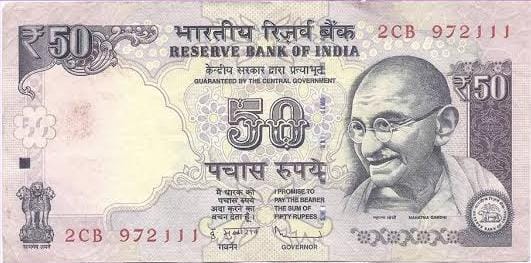 ₹50
भारतीय रिज़र्व बैंक
2CB 972111
RESERVE BANK OF INDIA
केन्द्रीय सरकार द्वारा प्रत्याभूत
GUARANTEED BY THE CENTRAL GOVERNMENT
₹50
50
पचास रुपये
मैं धारक को
पचास रुपये
अदा करने का
वचन देता हूँ।
I PROMISE TO
PAY THE BEARER
THE SUM OF
FIFTY RUPEES
महात्मा गांधी
MAHATMA GANDHI
सत्यमेव जयते
2CB 972111
गवर्नर
GOVERNOR